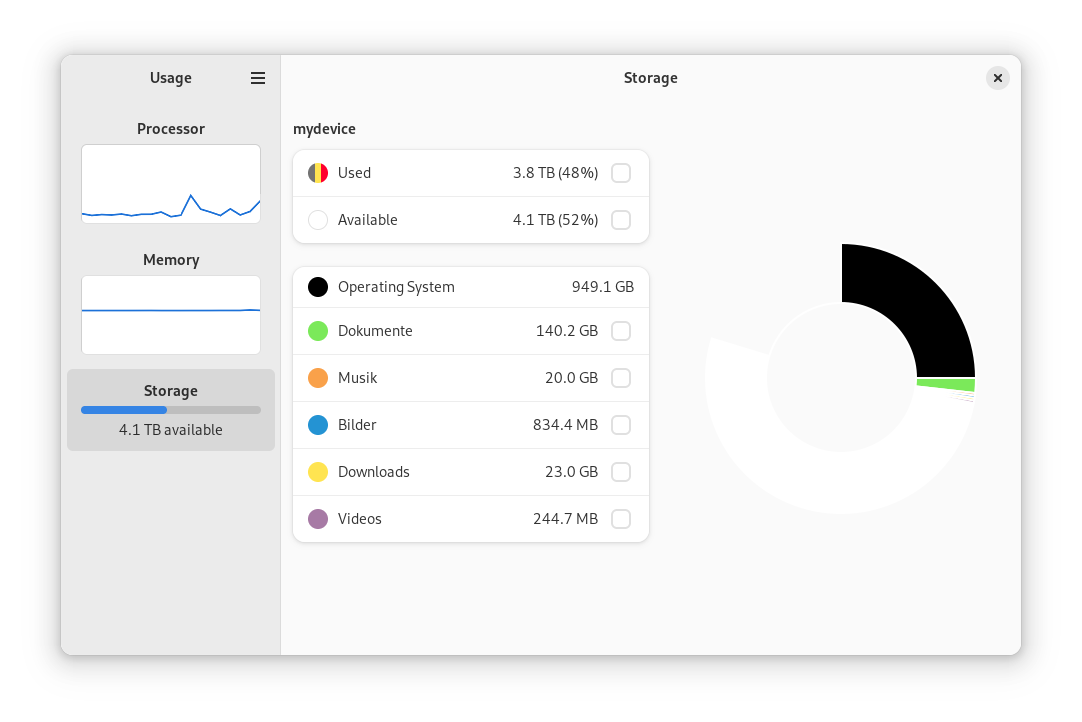 Usage
Storage
Processor
Memory
Storage
4.1 TB available
mydevice
Used 3.8 TB (48%)
Available 4.1 TB (52%)
Operating System 949.1 GB
Dokumente 140.2 GB
Musik 20.0 GB
Bilder 834.4 MB
Downloads 23.0 GB
Videos 244.7 MB